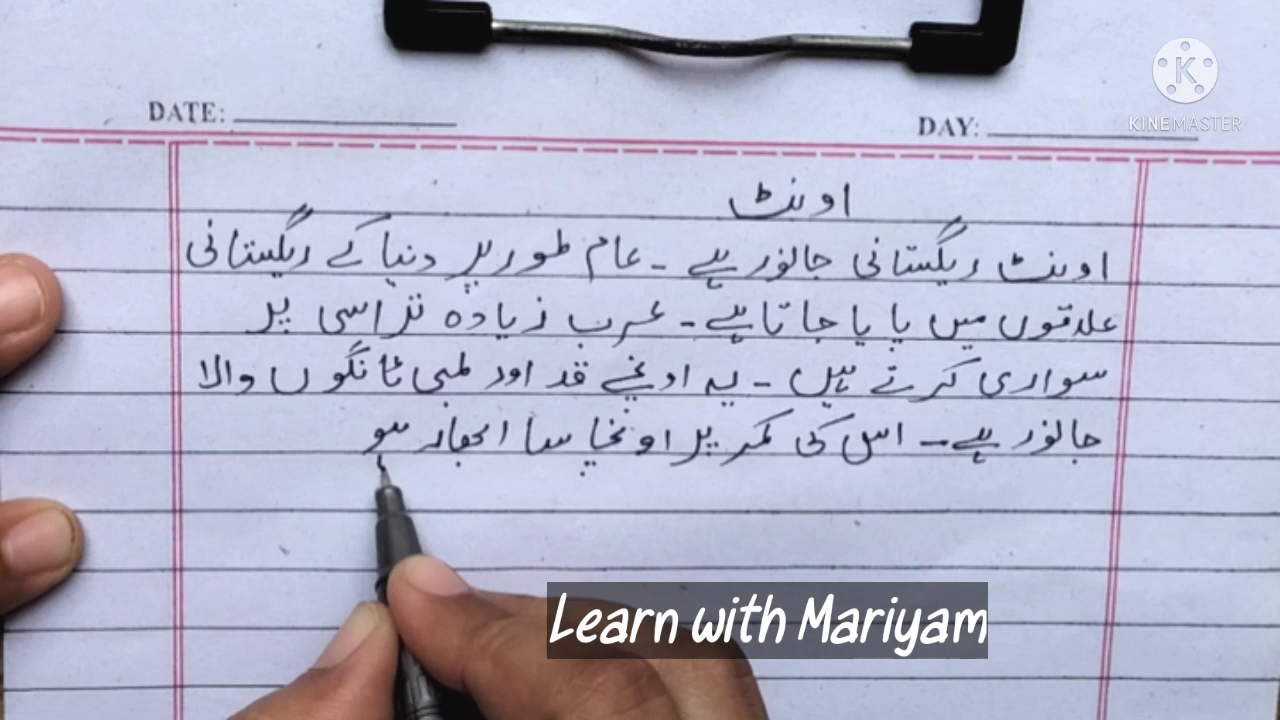 DATE:
DAY:
KINEMASTER
اونٹ
اونٹ ریگستانی جانور ہے ۔ عام طور پر دنیا کے ریگستانی
علاقوں میں پایا جاتا ہے ۔ عرب زیادہ تر اسی پر
سواری کرتے ہیں ۔ یہ اونچے قد اور لمبی ٹانگوں والا
جانور ہے ۔ اس کی کمر پر اونچا سا ابھار ہو
Learn with Mariyam